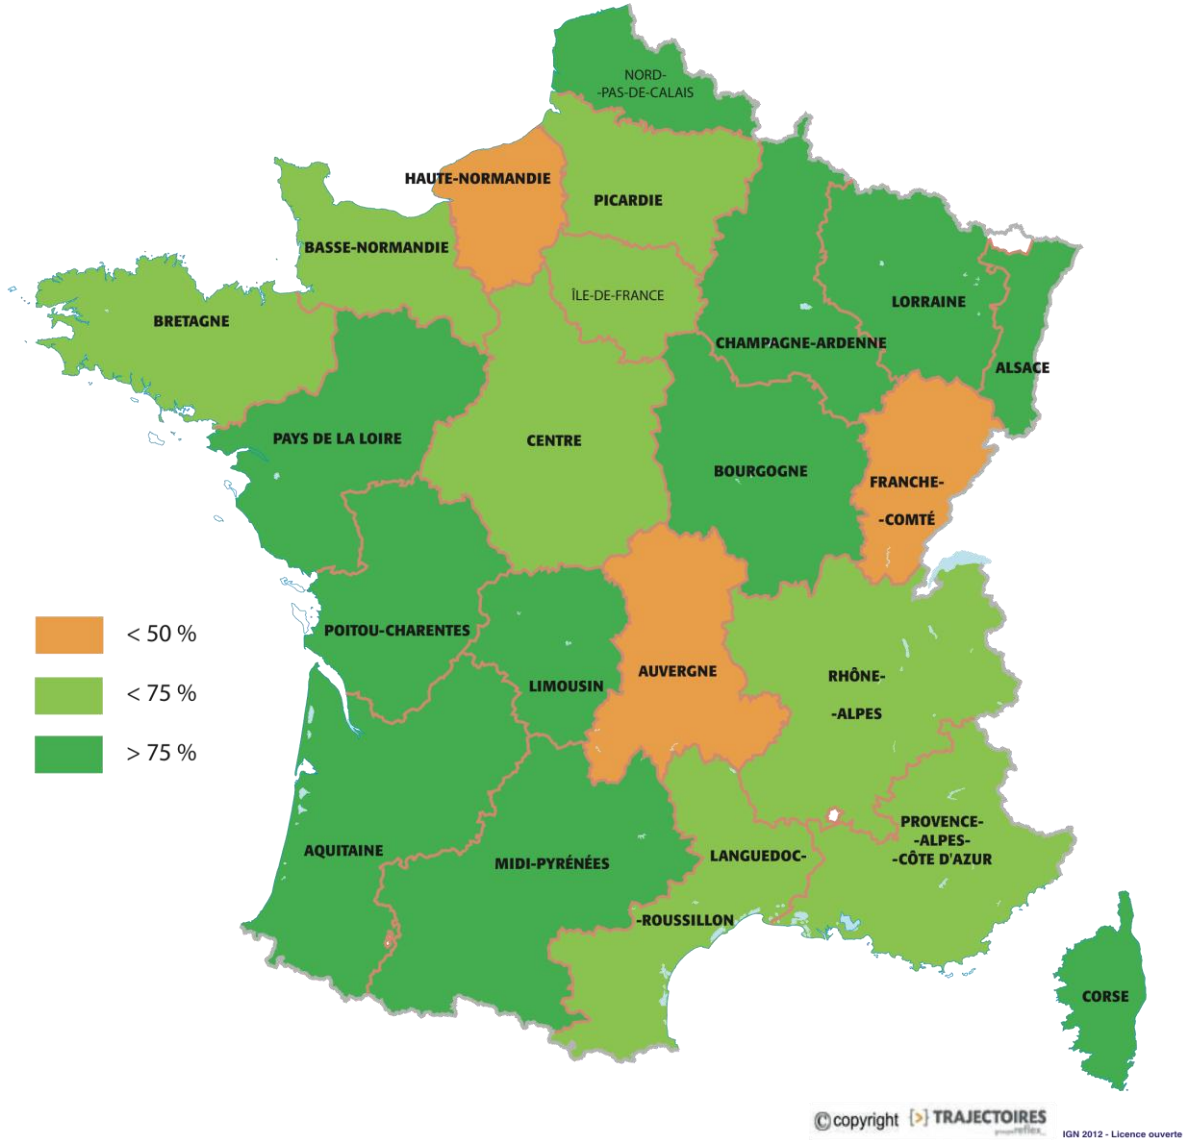 NORD-
-PAS-DE-CALAIS
HAUTE-NORMANDIE
PICARDIE
BASSE-NORMANDIE
ÎLE-DE-FRANCE
LORRAINE
BRETAGNE
CHAMPAGNE-ARDENNE
ALSACE
PAYS DE LA LOIRE
CENTRE
BOURGOGNE
FRANCHE-
-COMTÉ
< 50 %
< 75 %
> 75 %
POITOU-CHARENTES
LIMOUSIN
AUVERGNE
RHÔNE-
-ALPES
AQUITAINE
MIDI-PYRÉNÉES
LANGUEDOC-
-ROUSSILLON
PROVENCE-
-ALPES-
-CÔTE D'AZUR
CORSE
© copyright {>} TRAJECTOIRES
groupe reflex_
IGN 2012 - Licence ouverte